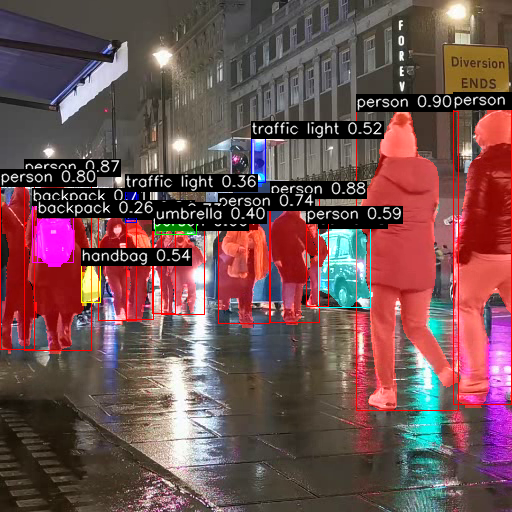 FOREV
Diversion
ENDS
person 0.90
person
traffic light 0.52
person 0.87
person 0.80
traffic light 0.36
person 0.88
backpack 0.71
person 0.74
backpack 0.26
umbrella 0.40
person 0.59
handbag 0.54